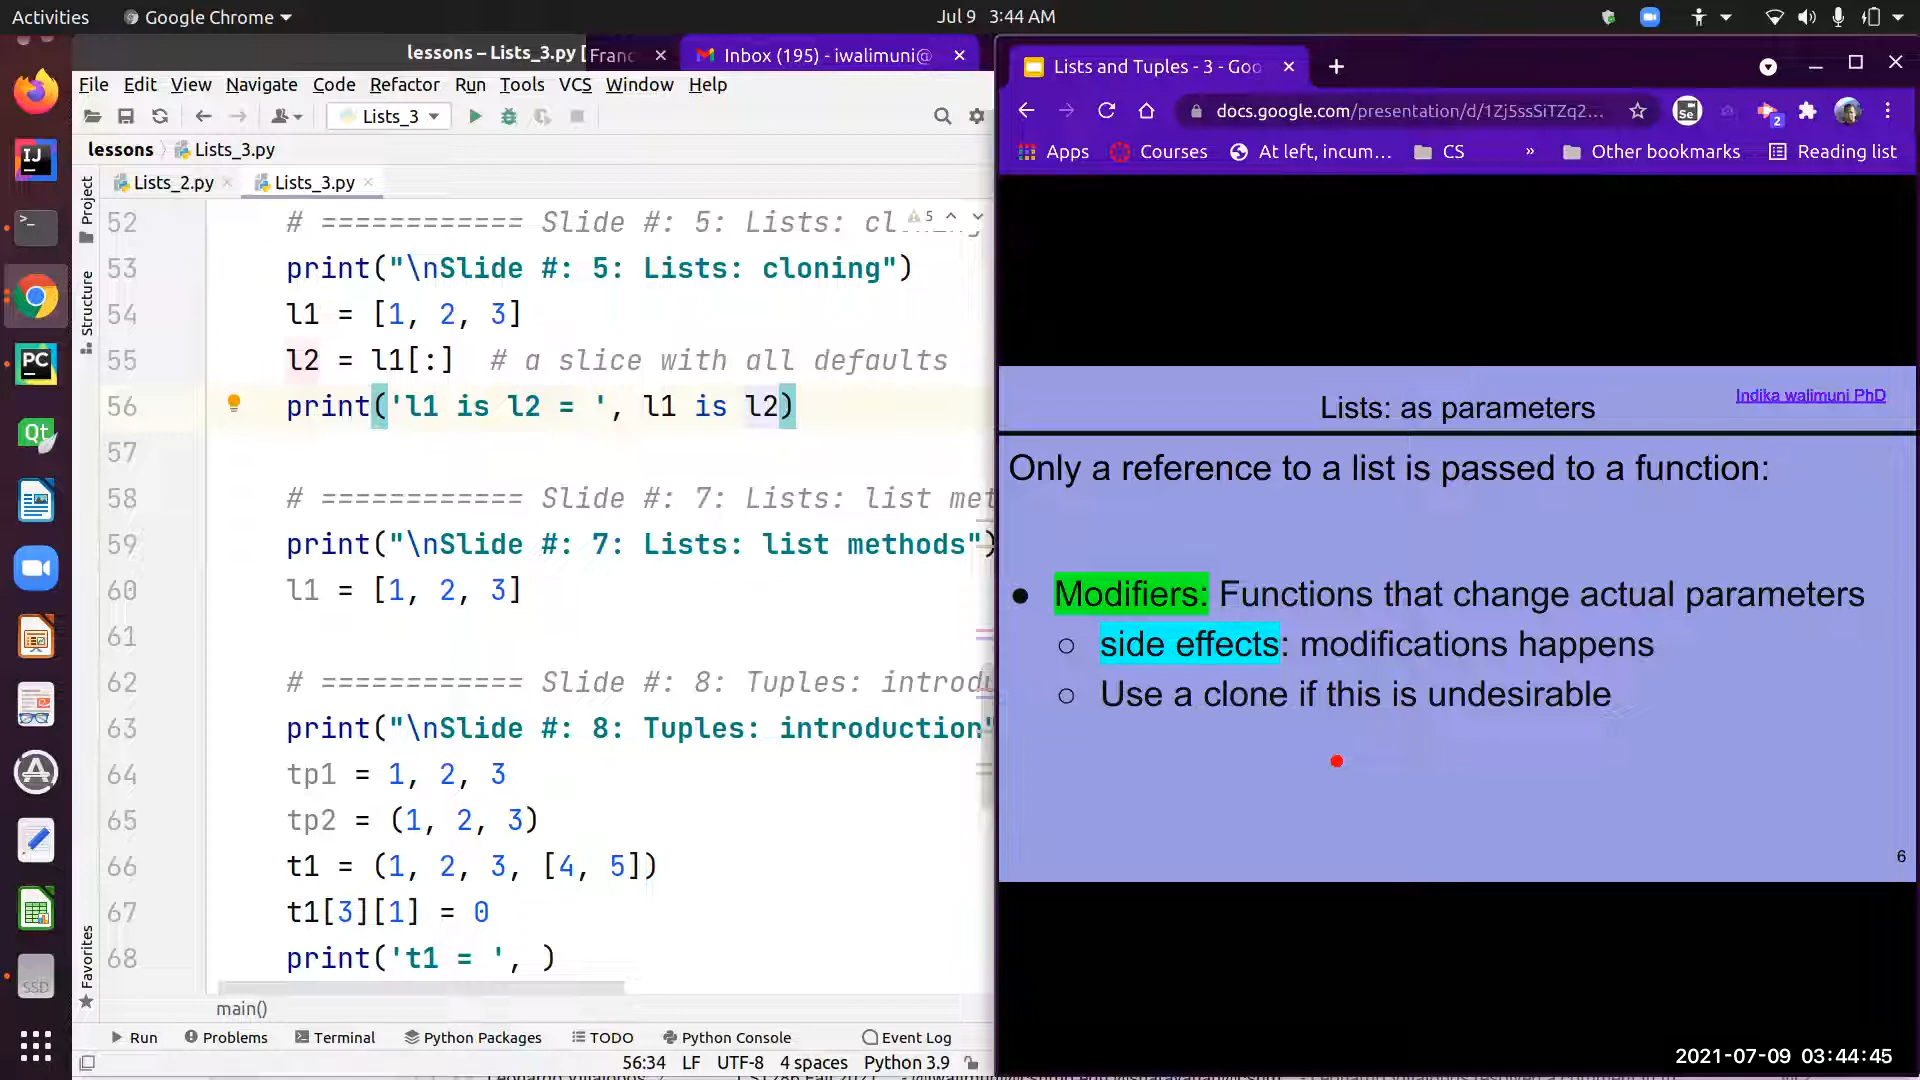 Activities
Google Chrome
Jul 9 3:44 AM
lessons – Lists_3.py [
Franc
Inbox (195) - iwalimuni@
File Edit View Navigate Code Refactor Run Tools VCS Window Help
Lists_3
lessons
Lists_3.py
Lists_2.py
Lists_3.py
Project
Structure
Favorites
5
52 # ============ Slide #: 5: Lists: cloning
53 print("\nSlide #: 5: Lists: cloning")
54 l1 = [1, 2, 3]
55 l2 = l1[:] # a slice with all defaults
56 print('l1 is l2 = ', l1 is l2)
57
58 # ============ Slide #: 7: Lists: list met
59 print("\nSlide #: 7: Lists: list methods")
60 l1 = [1, 2, 3]
61
62 # ============ Slide #: 8: Tuples: introdu
63 print("\nSlide #: 8: Tuples: introduction"
64 tp1 = 1, 2, 3
65 tp2 = (1, 2, 3)
66 t1 = (1, 2, 3, [4, 5])
67 t1[3][1] = 0
68 print('t1 = ', )
main()
Run Problems Terminal Python Packages TODO Python Console Event Log
56:34 LF UTF-8 4 spaces Python 3.9
IJ
PC
Qt
SSD
Lists and Tuples - 3 - Goo
docs.google.com/presentation/d/1Zj5ssSiTZq2...
Se
2
Apps Courses At left, incum... CS » Other bookmarks Reading list
Lists: as parameters
Indika walimuni PhD
Only a reference to a list is passed to a function:
● Modifiers: Functions that change actual parameters
○ side effects: modifications happens
○ Use a clone if this is undesirable
6
2021-07-09 03:44:45